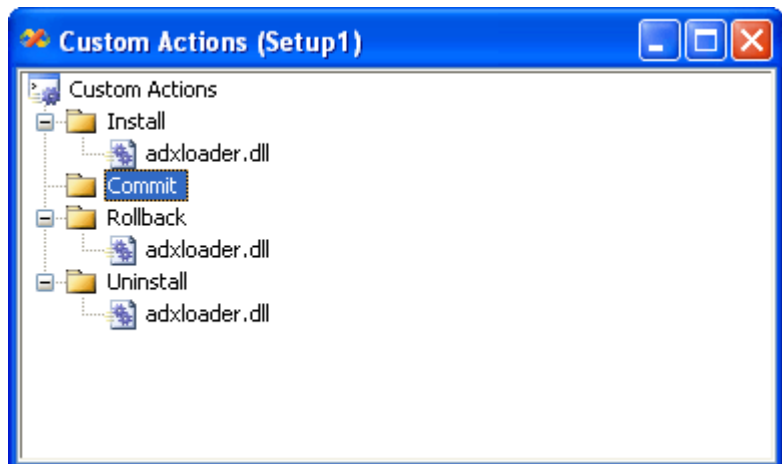 Custom Actions (Setup1)
Custom Actions
Install
adxloader.dll
Commit
Rollback
adxloader.dll
Uninstall
adxloader.dll